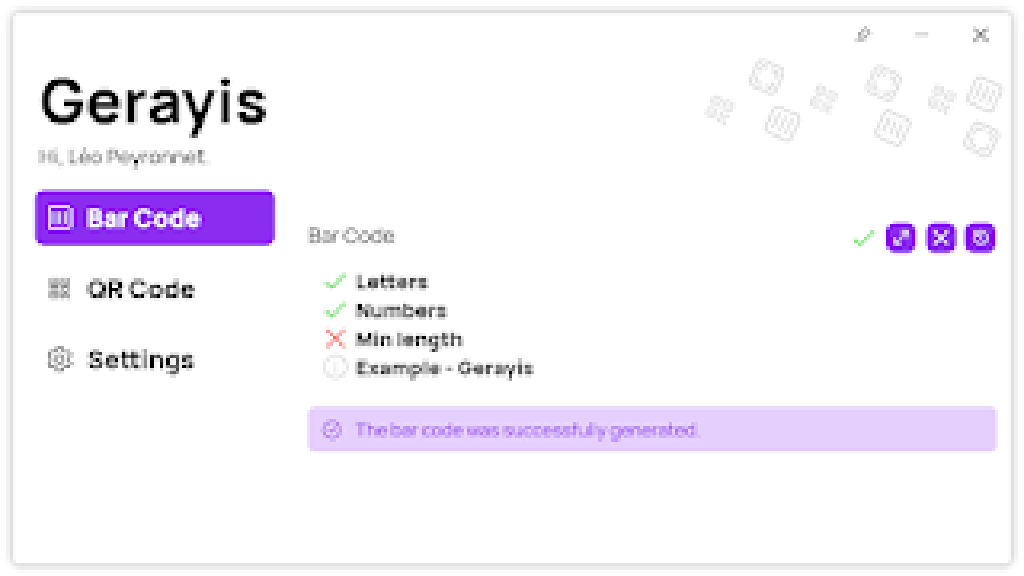 Gerayis
Hi, Léo Peyronnet.
Bar Code
QR Code
Settings
Bar Code
Letters
Numbers
Min length
Example - Gerayis
The bar code was successfully generated.